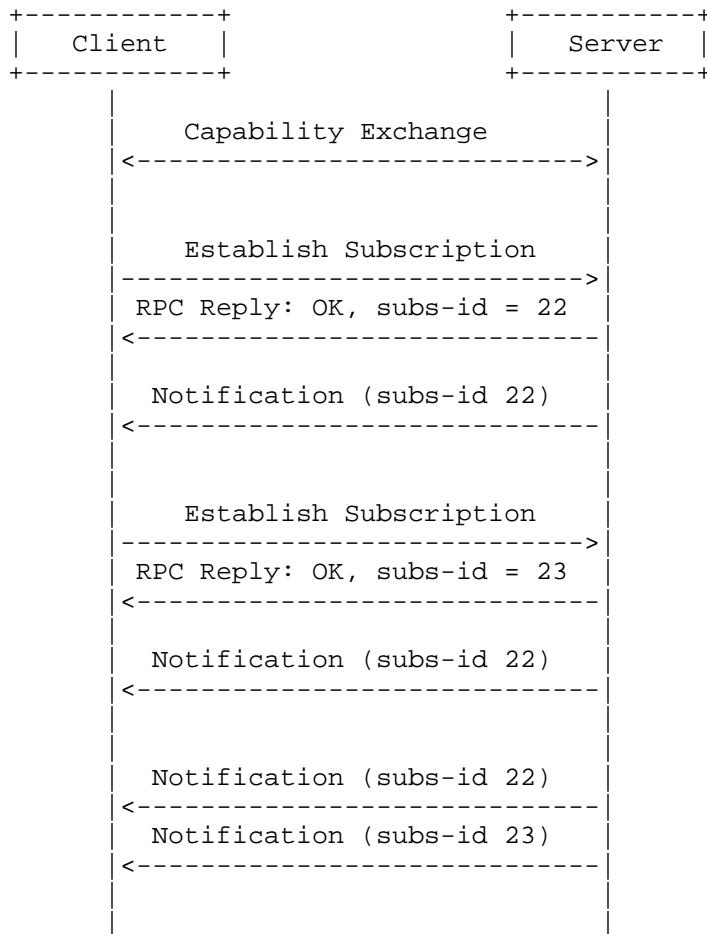 Client Server
Capability Exchange
Establish Subscription
RPC Reply: OK, subs-id = 22
Notification (subs-id 22)
Establish Subscription
RPC Reply: OK, subs-id = 23
Notification (subs-id 22)
Notification (subs-id 22)
Notification (subs-id 23)